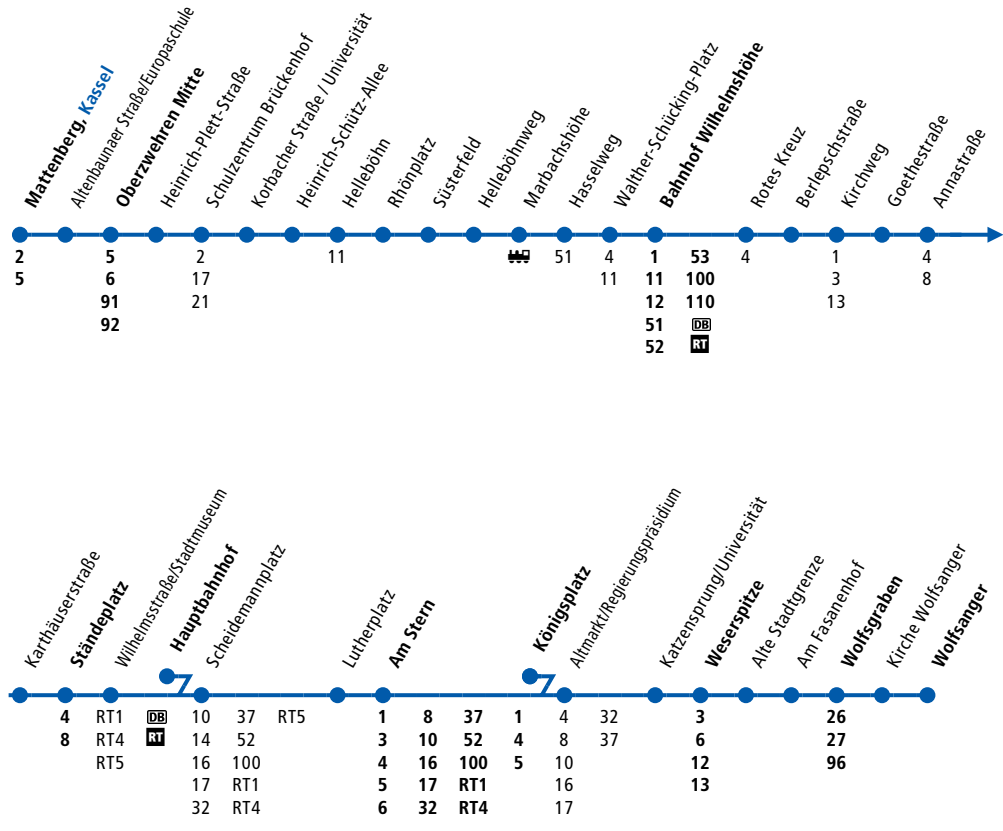 Mattenberg, Kassel
Altenbaunaer Straße/Europaschule
Oberzwehren Mitte
Heinrich-Plett-Straße
Schulzentrum Brückenhof
Korbacher Straße / Universität
Heinrich-Schütz-Allee
Helleböhn
Rhönplatz
Süsterfeld
Helleböhnweg
Marbachshöhe
Hasselweg
Walther-Schücking-Platz
Bahnhof Wilhelmshöhe
Rotes Kreuz
Berlepschstraße
Kirchweg
Goethestraße
Annastraße
2 5 2 11 51 4 1 53 4 1 4
5 6 17 11 11 100 3 8
91 21 12 110 13
92 51 DB
52 RT
Karthäuserstraße
Ständeplatz
Wilhelmsstraße/Stadtmuseum
Hauptbahnhof
Scheidemannplatz
Lutherplatz
Am Stern
Königsplatz
Altmarkt/Regierungspräsidium
Katzensprung/Universität
Weserspitze
Alte Stadtgrenze
Am Fasanenhof
Wolfsgraben
Kirche Wolfsanger
Wolfsanger
4 RT1 DB 10 37 RT5 1 8 37 1 4 32 3 26
8 RT4 RT 14 52 3 10 52 4 8 37 6 27
RT5 16 100 4 16 100 5 10 12 96
17 RT1 5 17 RT1 16 13
32 RT4 6 32 RT4 17